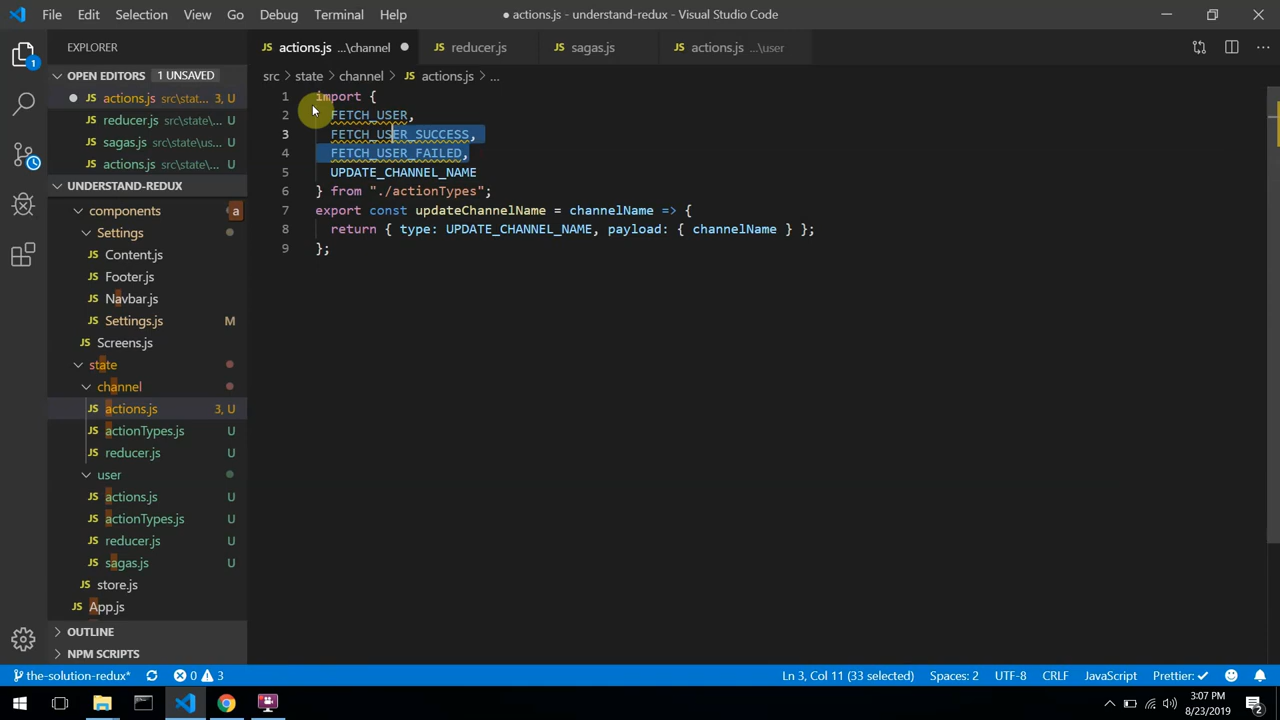 File Edit Selection View Go Debug Terminal Help
● actions.js - understand-redux - Visual Studio Code
EXPLORER
actions.js ...\channel ●
reducer.js
sagas.js
actions.js ...\user
OPEN EDITORS 1 UNSAVED
● JS actions.js src\stat... 3, U
JS reducer.js src\state\... U
JS sagas.js src\state\us... U
JS actions.js src\state\... U
UNDERSTAND-REDUX
components a
Settings
JS Content.js
JS Footer.js
JS Navbar.js
JS Settings.js M
JS Screens.js
state
channel
JS actions.js 3, U
JS actionTypes.js U
JS reducer.js U
user
JS actions.js U
JS actionTypes.js U
JS reducer.js U
JS sagas.js U
JS store.js
JS App.js
OUTLINE
NPM SCRIPTS
src > state > channel > JS actions.js > ...
1 import {
2 FETCH_USER,
3 FETCH_USER_SUCCESS,
4 FETCH_USER_FAILED,
5 UPDATE_CHANNEL_NAME
6 } from "./actionTypes";
7 export const updateChannelName = channelName => {
8 return { type: UPDATE_CHANNEL_NAME, payload: { channelName } };
9 };
the-solution-redux* 0 3
Ln 3, Col 11 (33 selected) Spaces: 2 UTF-8 CRLF JavaScript Prettier: ✓ 1
3:07 PM
8/23/2019
2